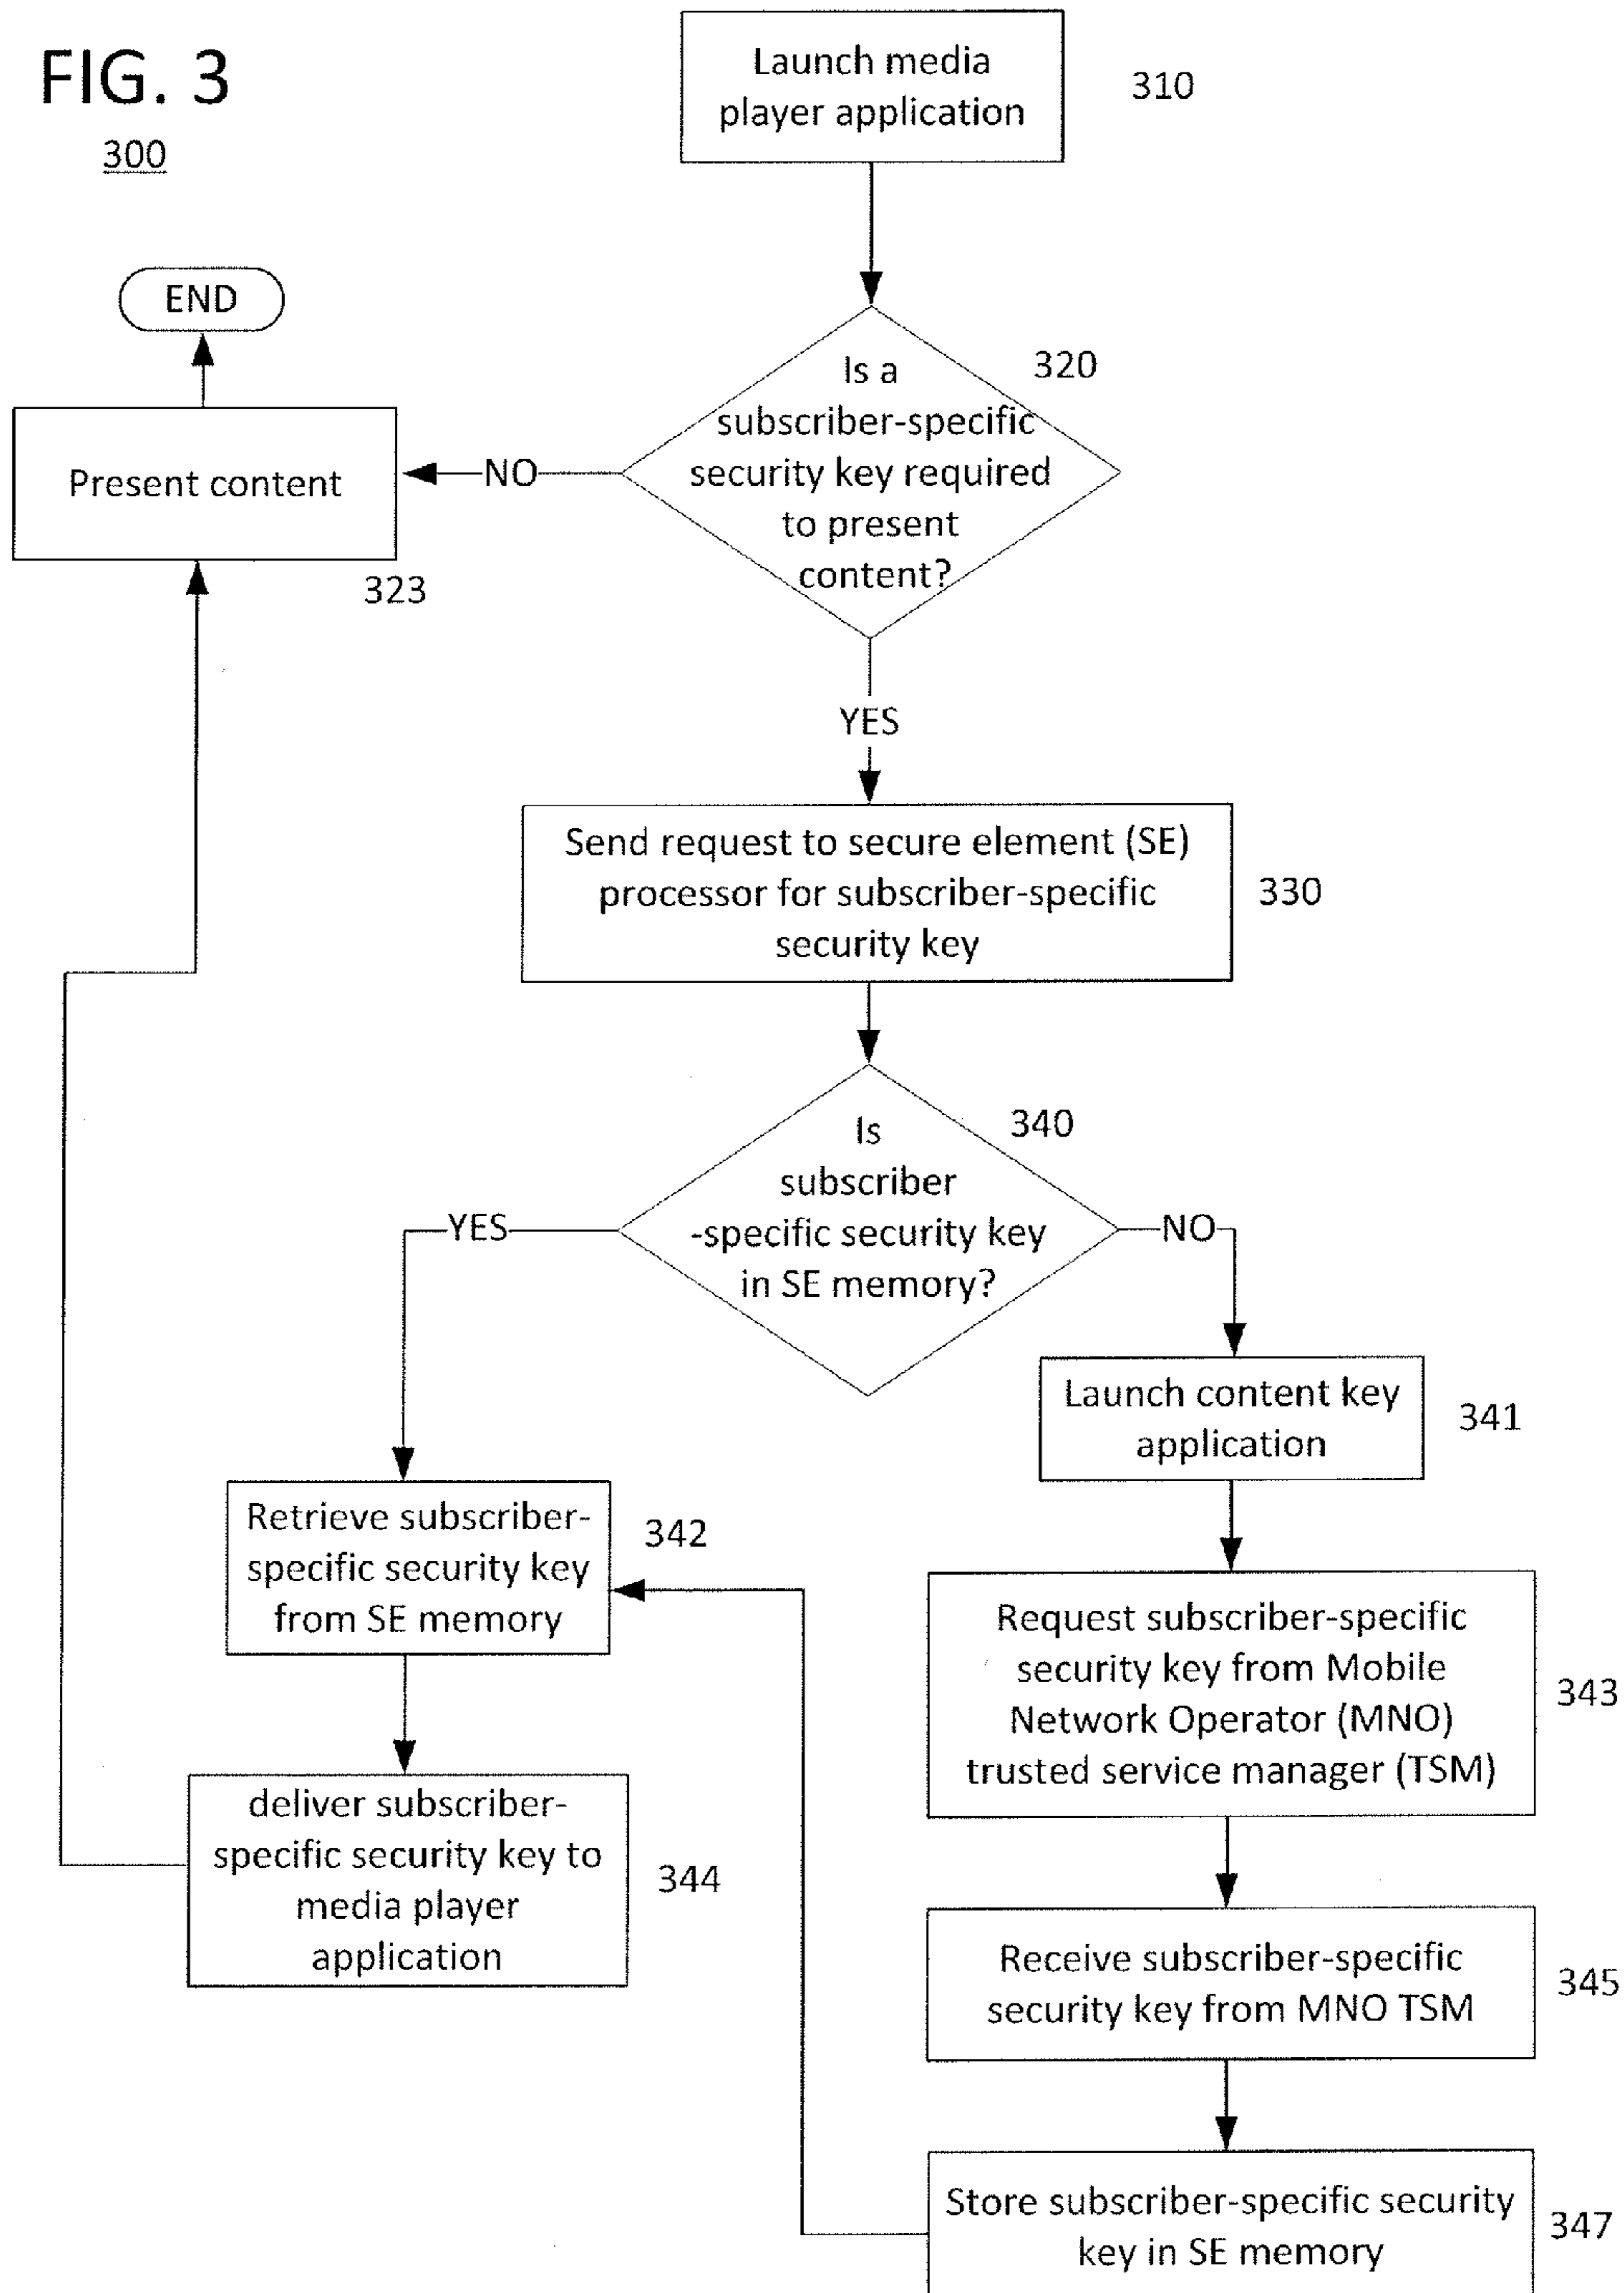 FIG. 3
300
Launch media
player application
310
END
Is a
subscriber-specific
security key required
to present
content?
320
NO
Present content
323
YES
Send request to secure element (SE)
processor for subscriber-specific
security key
330
Is
subscriber
-specific security key
in SE memory?
340
YES
NO
Launch content key
application
341
Retrieve subscriber-
specific security key
from SE memory
342
Request subscriber-specific
security key from Mobile
Network Operator (MNO)
trusted service manager (TSM)
343
deliver subscriber-
specific security key to
media player
application
344
Receive subscriber-specific
security key from MNO TSM
345
Store subscriber-specific security
key in SE memory
347